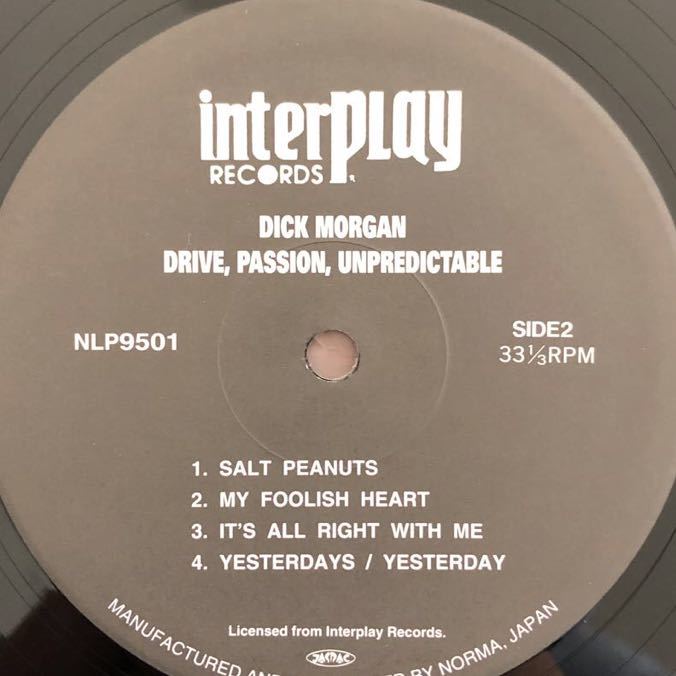 interplay
RECORDS
DICK MORGAN
DRIVE, PASSION, UNPREDICTABLE
NLP9501
SIDE2
33⅓RPM
1. SALT PEANUTS
2. MY FOOLISH HEART
3. IT'S ALL RIGHT WITH ME
4. YESTERDAYS / YESTERDAY
Licensed from Interplay Records.
MANUFACTURED BY NORMA, JAPAN